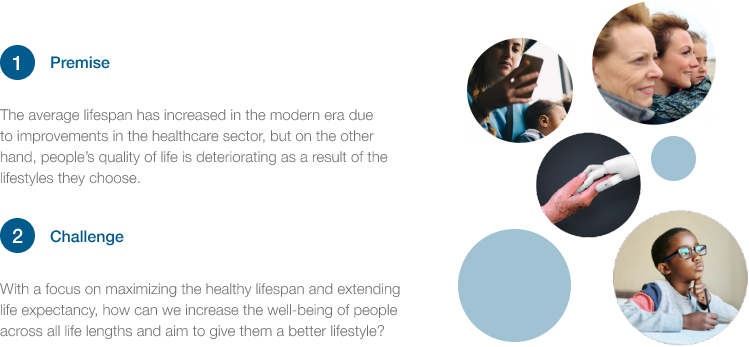 1 Premise
The average lifespan has increased in the modern era due
to improvements in the healthcare sector, but on the other
hand, people’s quality of life is deteriorating as a result of the
lifestyles they choose.
2 Challenge
With a focus on maximizing the healthy lifespan and extending
life expectancy, how can we increase the well-being of people
across all life lengths and aim to give them a better lifestyle?